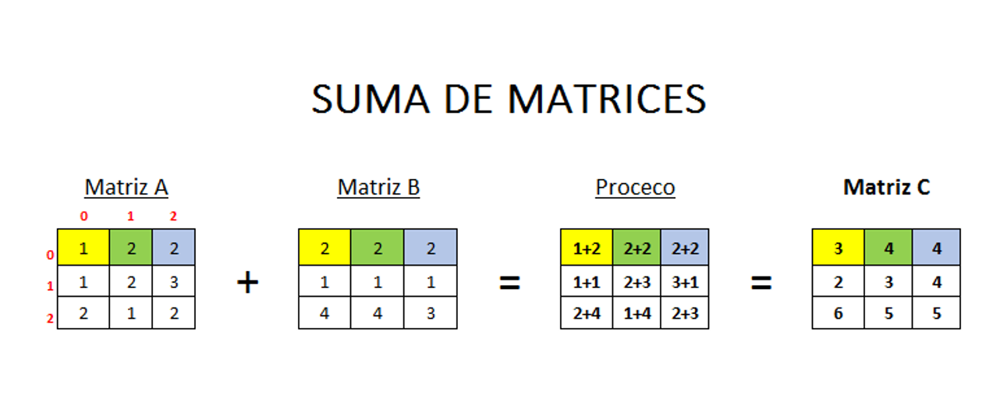 SUMA DE MATRICES
Matriz A Matriz B Proceco Matriz C
0 1 2
0 1 2 2 2 2 2 1+2 2+2 2+2 3 4 4
1 1 2 3 + 1 1 1 = 1+1 2+3 3+1 = 2 3 4
2 2 1 2 4 4 3 2+4 1+4 2+3 6 5 5